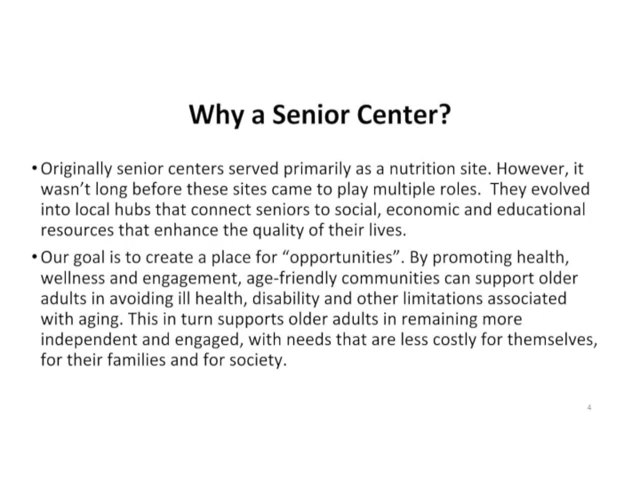 Why a Senior Center?
• Originally senior centers served primarily as a nutrition site. However, it
wasn’t long before these sites came to play multiple roles.  They evolved
into local hubs that connect seniors to social, economic and educational
resources that enhance the quality of their lives.
• Our goal is to create a place for “opportunities”. By promoting health,
wellness and engagement, age-friendly communities can support older
adults in avoiding ill health, disability and other limitations associated
with aging. This in turn supports older adults in remaining more
independent and engaged, with needs that are less costly for themselves,
for their families and for society.
4